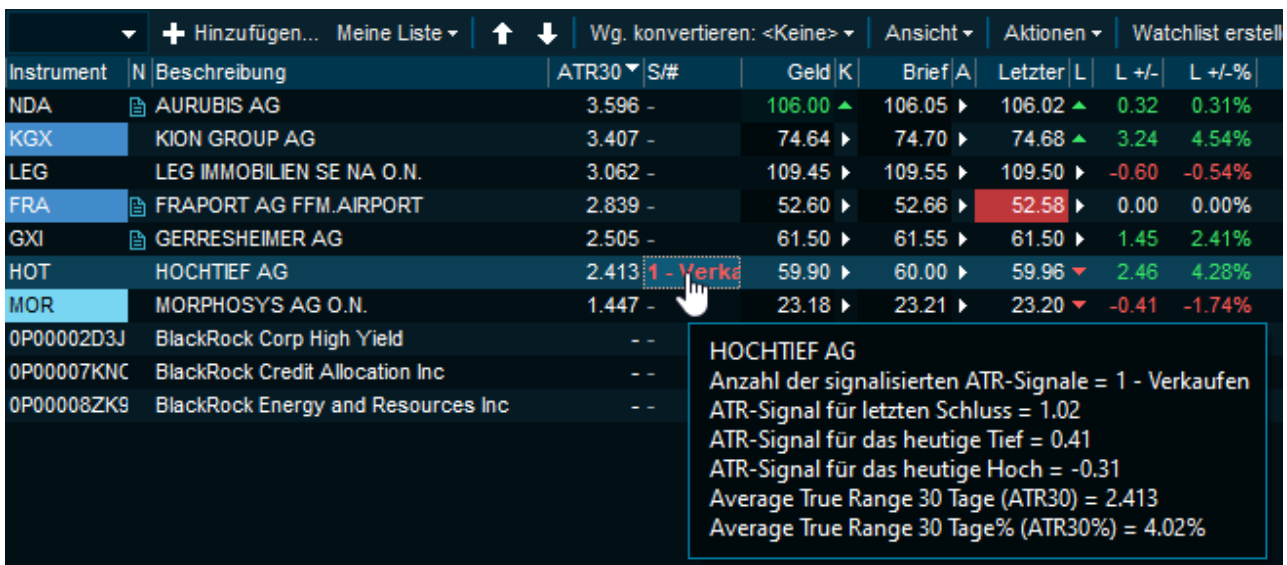 Hinzufügen... Meine Liste Wg. konvertieren: <Keine> Ansicht Aktionen Watchlist erstell
Instrument N Beschreibung ATR30 S/# Geld K Brief A Letzter L L +/- L +/-%
NDA AURUBIS AG 3.596 - 106.00 106.05 106.02 0.32 0.31%
KGX KION GROUP AG 3.407 - 74.64 74.70 74.68 3.24 4.54%
LEG LEG IMMOBILIEN SE NA O.N. 3.062 - 109.45 109.55 109.50 -0.60 -0.54%
FRA FRAPORT AG FFM.AIRPORT 2.839 - 52.60 52.66 52.58 0.00 0.00%
GXI GERRESHEIMER AG 2.505 - 61.50 61.55 61.50 1.45 2.41%
HOT HOCHTIEF AG 2.413 1 - Verka 59.90 60.00 59.96 2.46 4.28%
MOR MORPHOSYS AG O.N. 1.447 - 23.18 23.21 23.20 -0.41 -1.74%
0P00002D3J BlackRock Corp High Yield - -
0P00007KNC BlackRock Credit Allocation Inc - -
0P00008ZK9 BlackRock Energy and Resources Inc - -
HOCHTIEF AG
Anzahl der signalisierten ATR-Signale = 1 - Verkaufen
ATR-Signal für letzten Schluss = 1.02
ATR-Signal für das heutige Tief = 0.41
ATR-Signal für das heutige Hoch = -0.31
Average True Range 30 Tage (ATR30) = 2.413
Average True Range 30 Tage% (ATR30%) = 4.02%